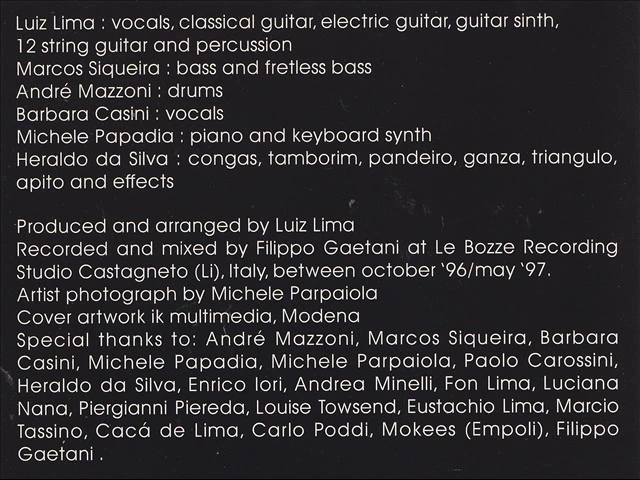 Luiz Lima : vocals, classical guitar, electric guitar, guitar sinth,
12 string guitar and percussion
Marcos Siqueira : bass and fretless bass
André Mazzoni : drums
Barbara Casini : vocals
Michele Papadia : piano and keyboard synth
Heraldo da Silva : congas, tamborim, pandeiro, ganza, triangulo,
apito and effects
Produced and arranged by Luiz Lima
Recorded and mixed by Filippo Gaetani at Le Bozze Recording
Studio Castagneto (Li), Italy, between october '96/may '97.
Artist photograph by Michele Parpaiola
Cover artwork ik multimedia, Modena
Special thanks to: André Mazzoni, Marcos Siqueira, Barbara
Casini, Michele Papadia, Michele Parpaiola, Paolo Carossini,
Heraldo da Silva, Enrico Iori, Andrea Minelli, Fon Lima, Luciana
Nana, Piergianni Piereda, Louise Towsend, Eustachio Lima, Marcio
Tassino, Cacá de Lima, Carlo Poddi, Mokees (Empoli), Filippo
Gaetani .